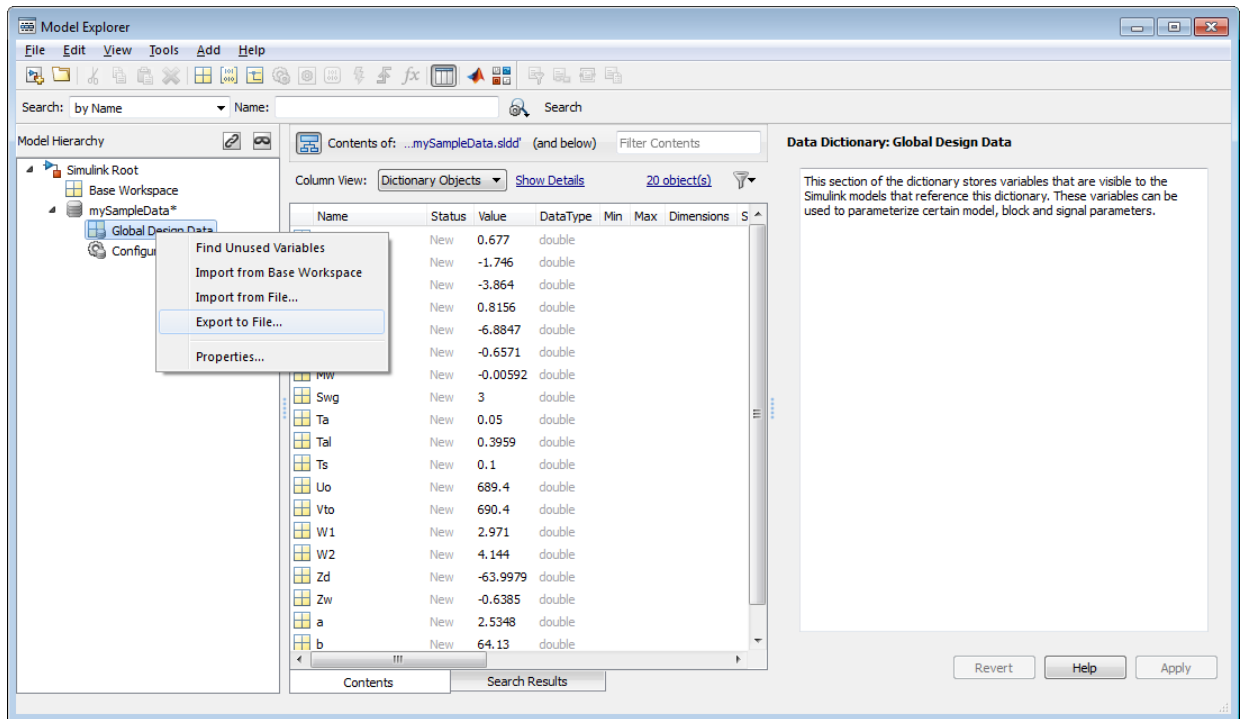 Model Explorer
File Edit View Tools Add Help
Search: by Name Name: Search
Model Hierarchy
Simulink Root
Base Workspace
mySampleData*
Global Design Data
Configur
Find Unused Variables
Import from Base Workspace
Import from File...
Export to File...
Properties...
Contents of: ...mySampleData.sldd' (and below) Filter Contents
Column View: Dictionary Objects Show Details 20 object(s)
Name Status Value DataType Min Max Dimensions S
New 0.677 double
New -1.746 double
New -3.864 double
New 0.8156 double
New -6.8847 double
New -0.6571 double
Mw New -0.00592 double
Swg New 3 double
Ta New 0.05 double
Tal New 0.3959 double
Ts New 0.1 double
Uo New 689.4 double
Vto New 690.4 double
W1 New 2.971 double
W2 New 4.144 double
Zd New -63.9979 double
Zw New -0.6385 double
a New 2.5348 double
b New 64.13 double
Contents Search Results
Data Dictionary: Global Design Data
This section of the dictionary stores variables that are visible to the
Simulink models that reference this dictionary. These variables can be
used to parameterize certain model, block and signal parameters.
Revert Help Apply